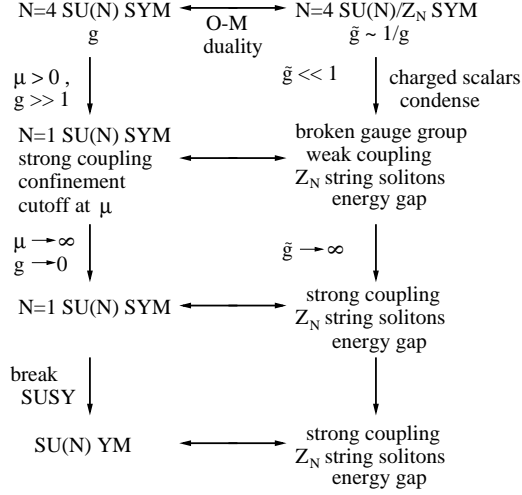 N=4 SU(N) SYM
g
O-M
duality
N=4 SU(N)/Z_N SYM
g̃ ~ 1/g
μ > 0 ,
g >> 1
g̃ << 1
charged scalars
condense
N=1 SU(N) SYM
strong coupling
confinement
cutoff at μ
broken gauge group
weak coupling
Z_N string solitons
energy gap
μ → ∞
g → 0
g̃ → ∞
N=1 SU(N) SYM
strong coupling
Z_N string solitons
energy gap
break
SUSY
SU(N) YM
strong coupling
Z_N string solitons
energy gap